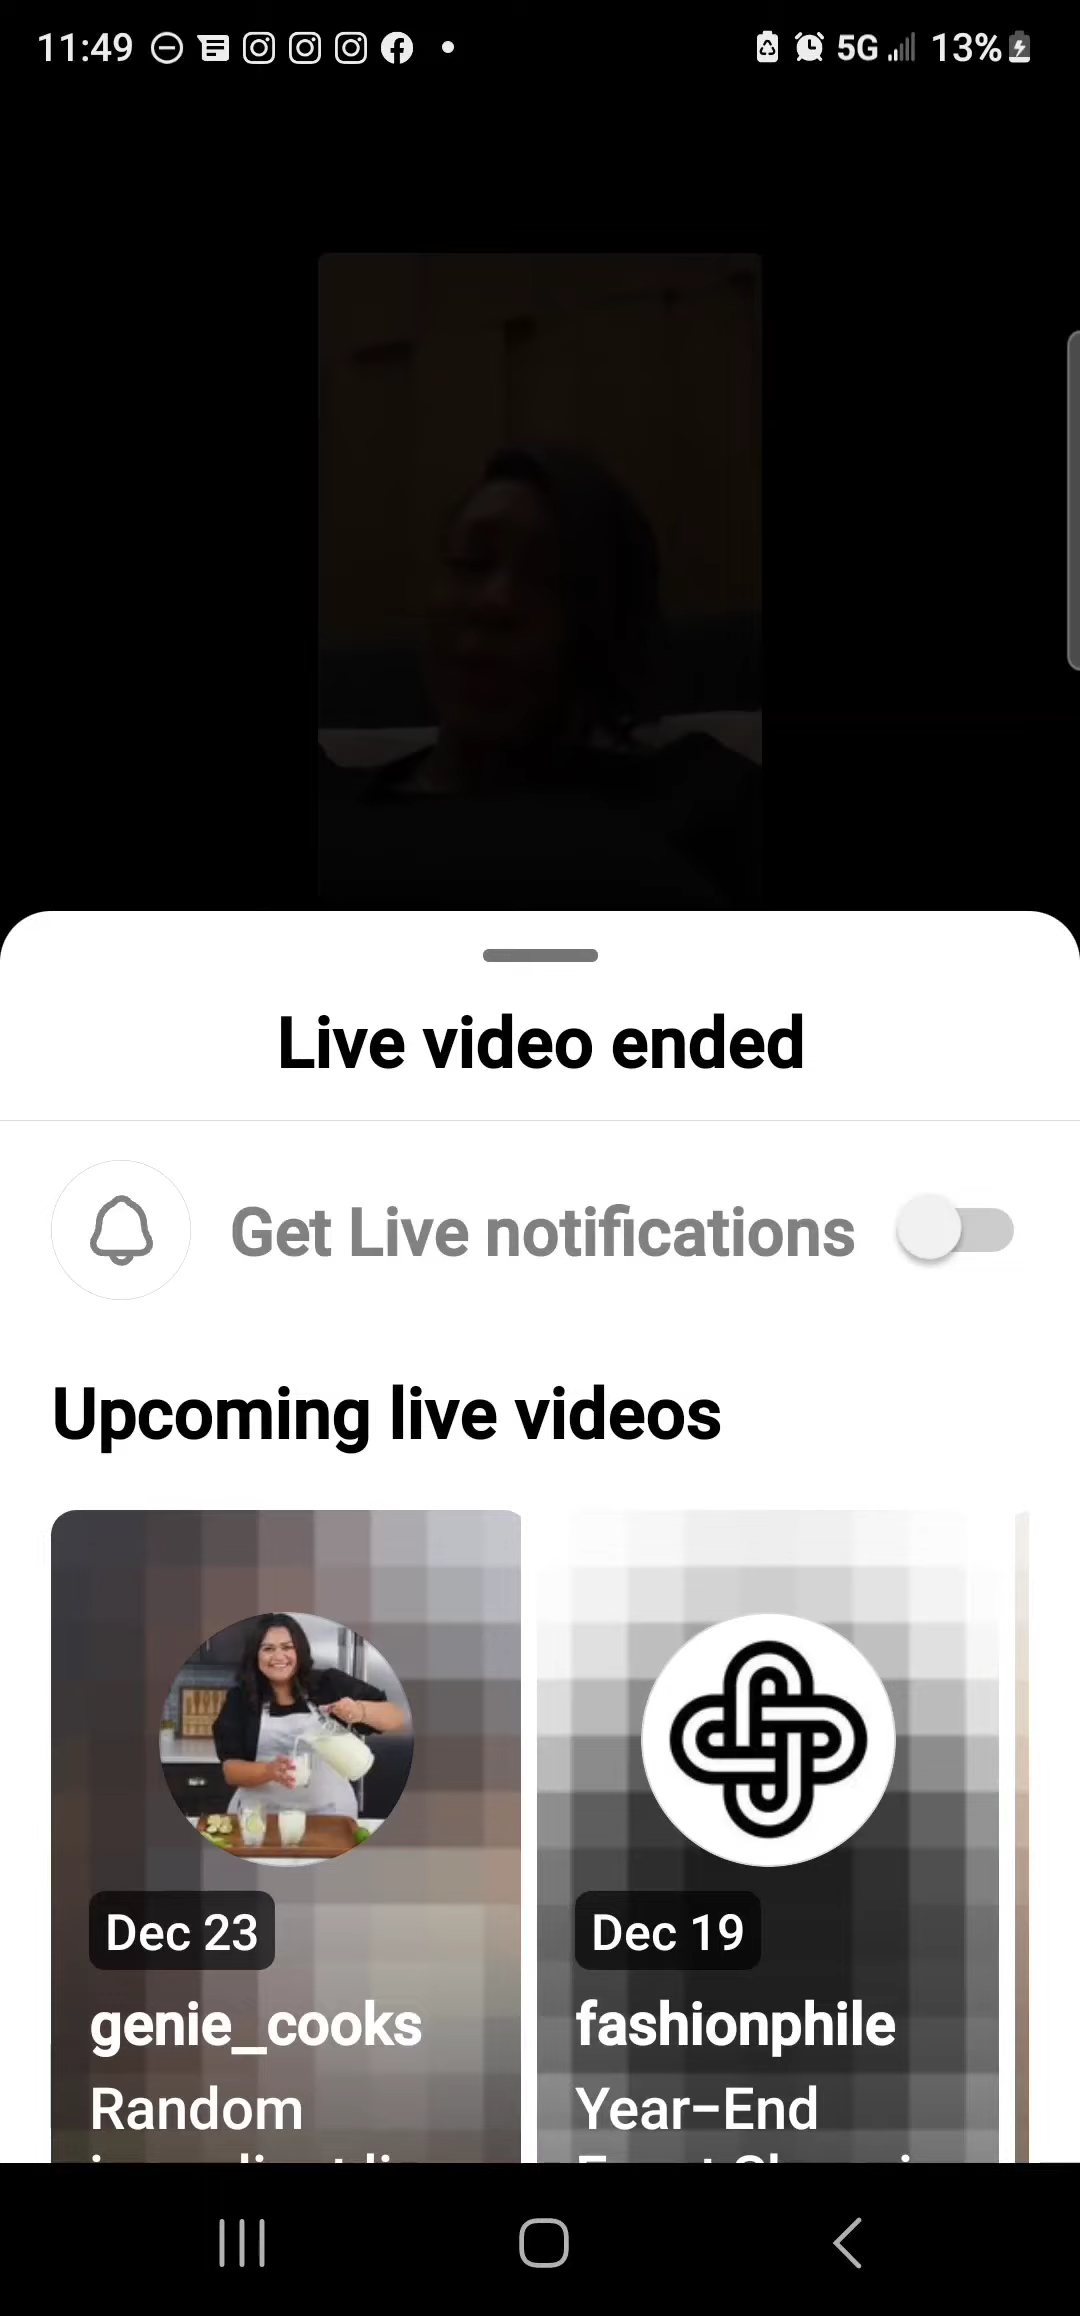 11:49 5G 13%
Live video ended
Get Live notifications
Upcoming live videos
Dec 23
genie_cooks
Random
Dec 19
fashionphile
Year-End